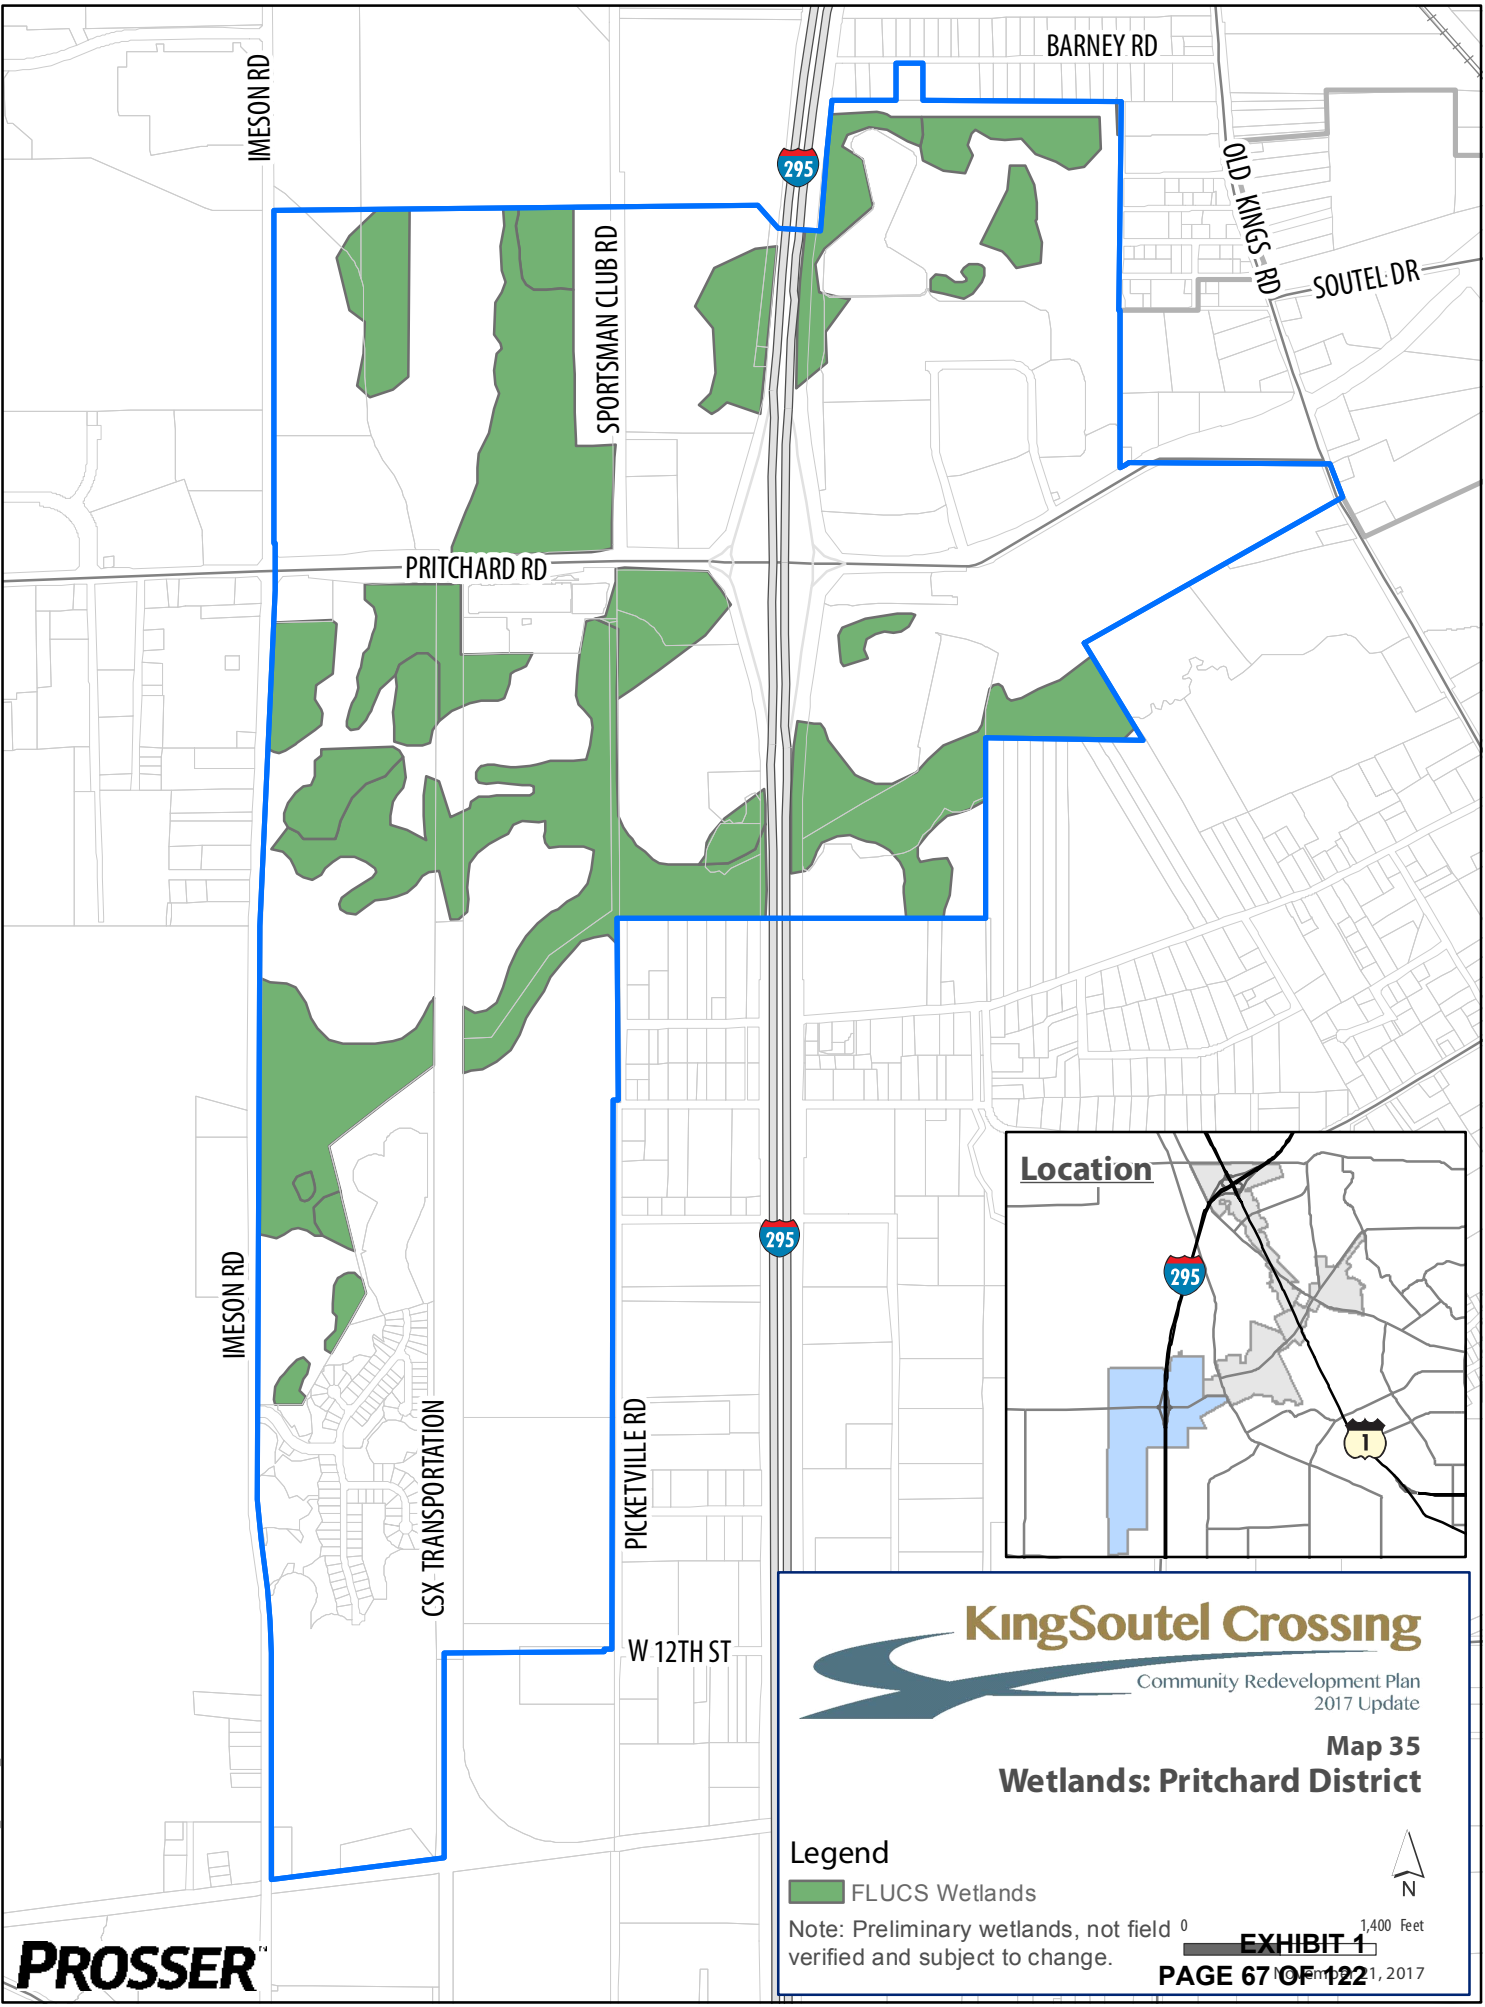 BARNEY RD
IMESON RD
295
OLD KINGS RD
SOUTEL DR
SPORTSMAN CLUB RD
PRITCHARD RD
Location
295
295
1
IMESON RD
CSX TRANSPORTATION
PICKETVILLE RD
W 12TH ST
KingSoutel Crossing
Community Redevelopment Plan
2017 Update
Map 35
Wetlands: Pritchard District
Legend
FLUCS Wetlands
N
Note: Preliminary wetlands, not field
verified and subject to change.
0 1,400 Feet
EXHIBIT 1
PAGE 67 OF 122
November 21, 2017
PROSSER